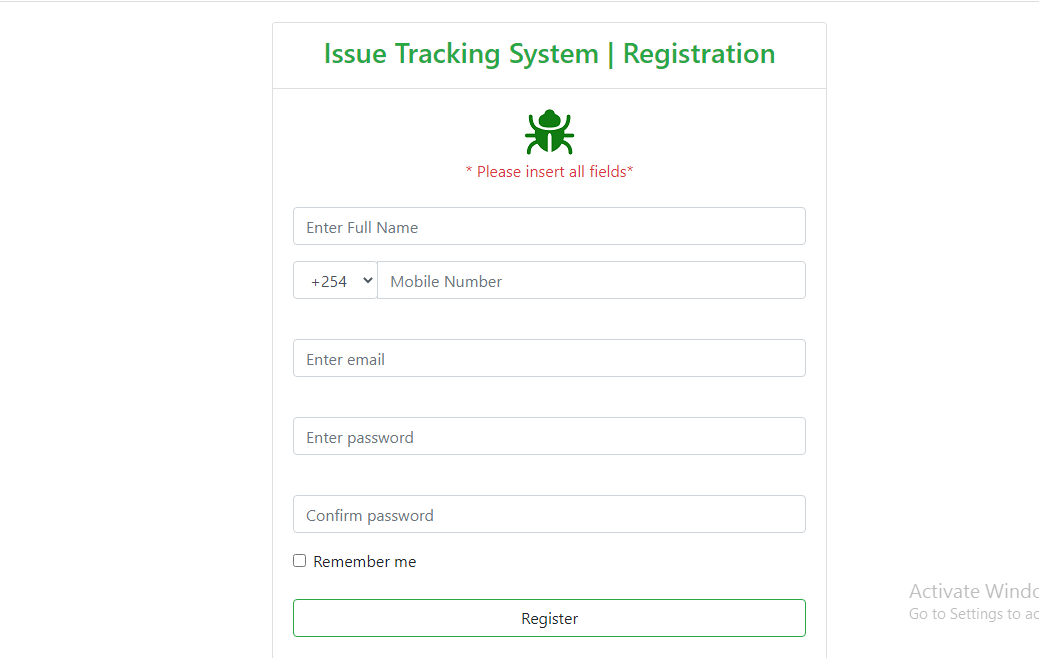 Issue Tracking System | Registration
* Please insert all fields*
Enter Full Name
+254 Mobile Number
Enter email
Enter password
Confirm password
Remember me
Register
Activate Windo
Go to Settings to ac